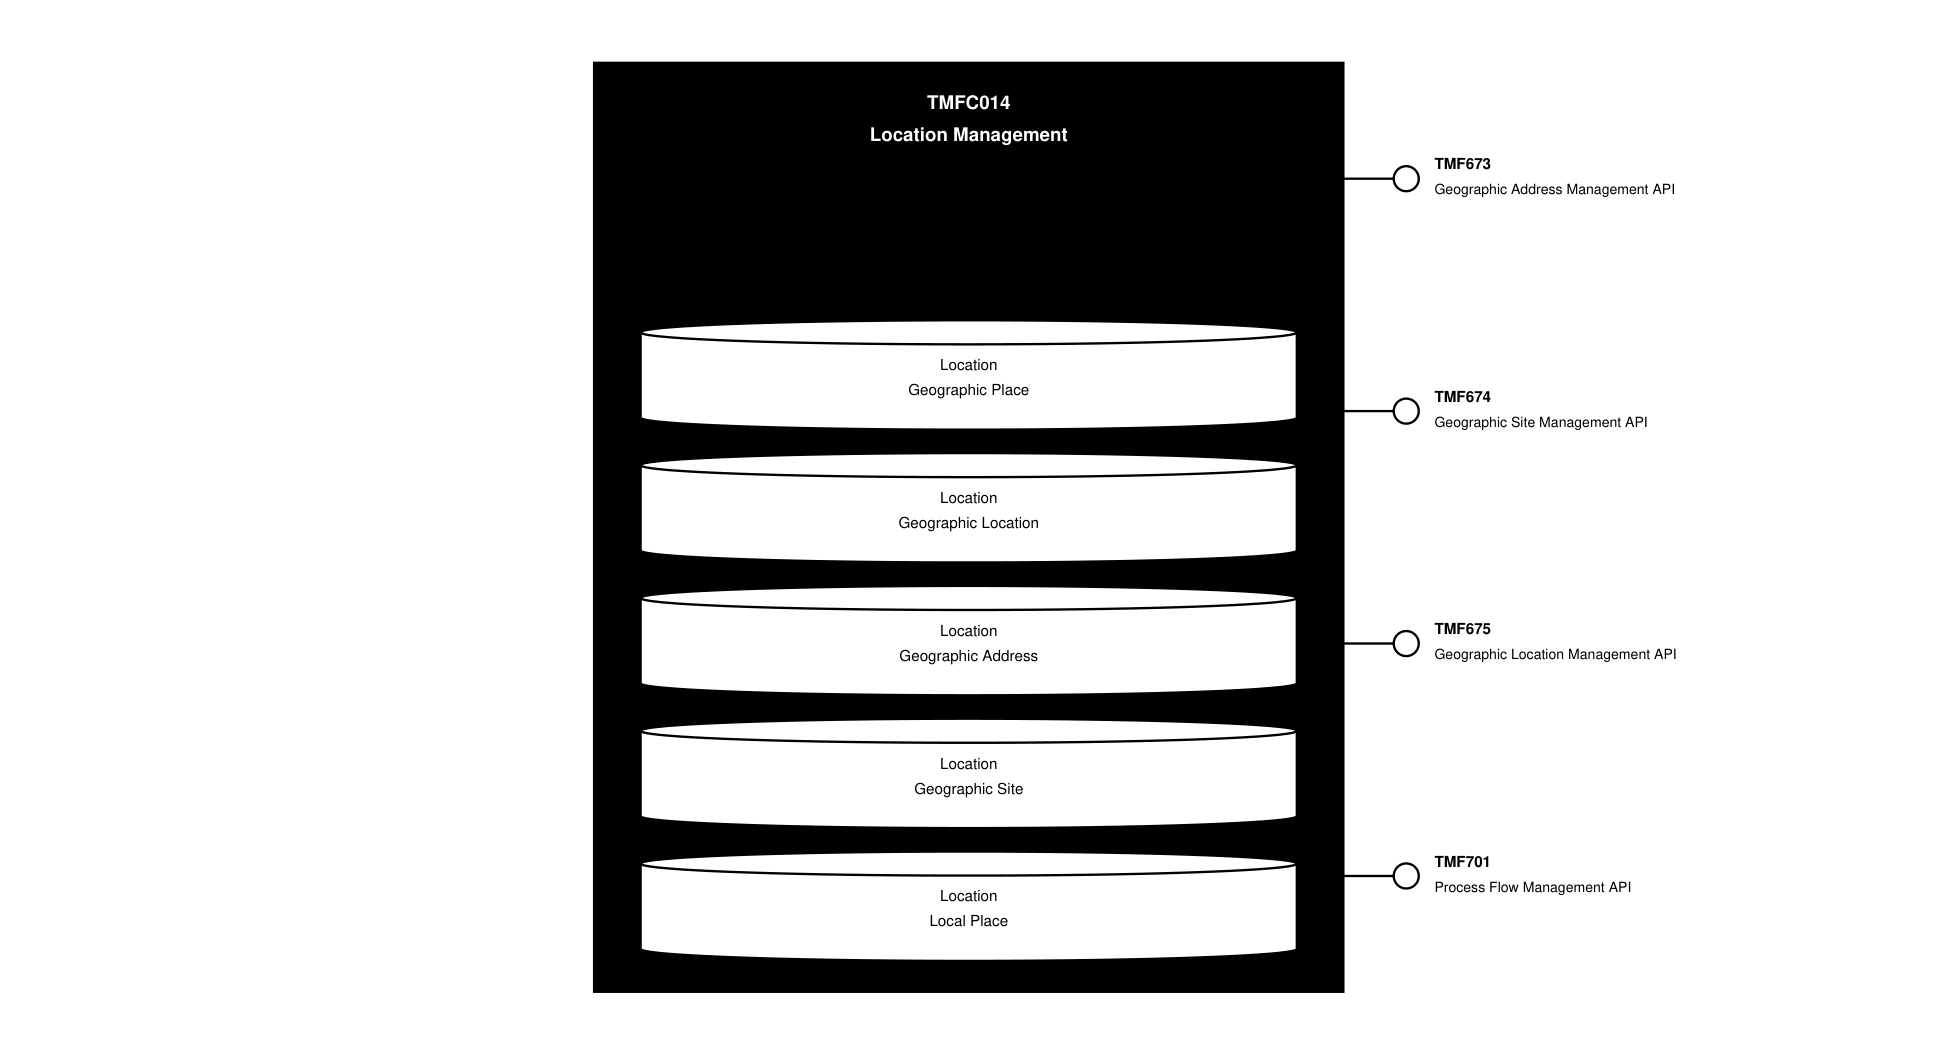 TMFC014
Location Management
TMF673
Geographic Address Management API
Location
Geographic Place
TMF674
Geographic Site Management API
Location
Geographic Location
Location
Geographic Address
TMF675
Geographic Location Management API
Location
Geographic Site
Location
Local Place
TMF701
Process Flow Management API